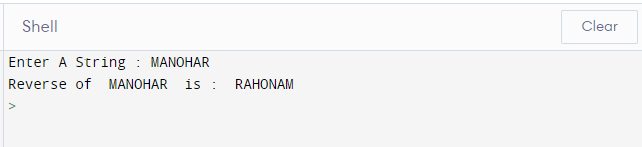 Shell
Clear
Enter A String : MANOHAR
Reverse of  MANOHAR  is :  RAHONAM
>